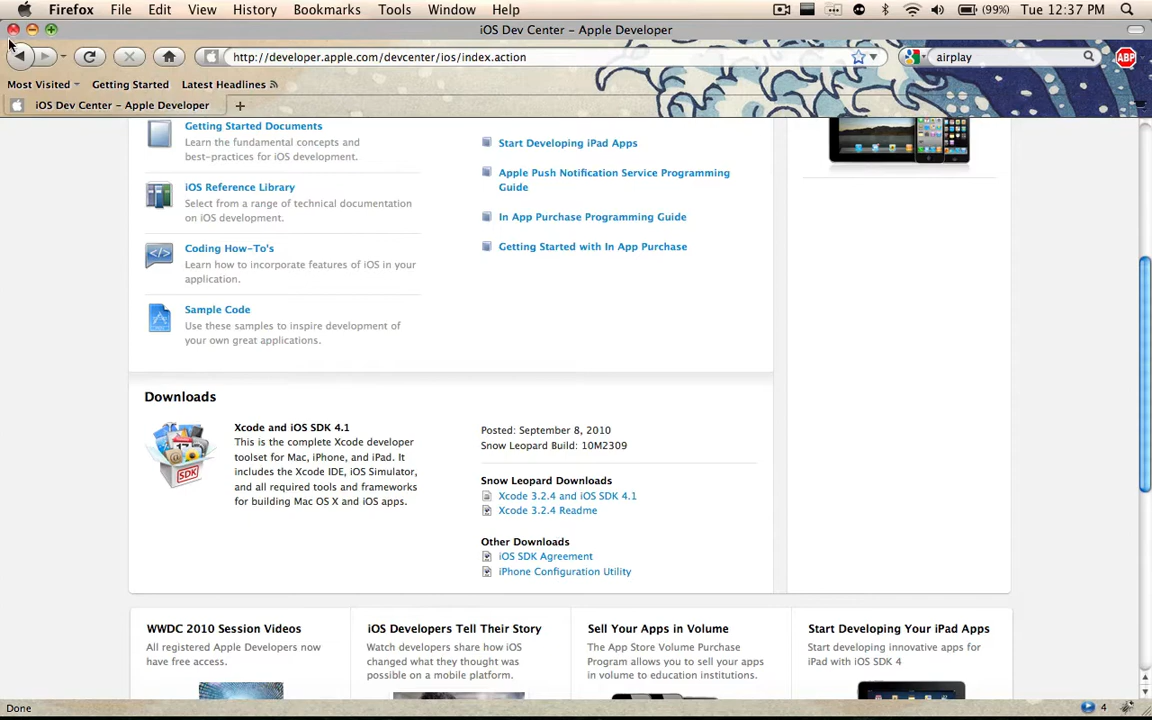 Firefox File Edit View History Bookmarks Tools Window Help (99%) Tue 12:37 PM
iOS Dev Center – Apple Developer
http://developer.apple.com/devcenter/ios/index.action airplay ABP
Most Visited Getting Started Latest Headlines
iOS Dev Center – Apple Developer
Getting Started Documents
Learn the fundamental concepts and
best-practices for iOS development.
iOS Reference Library
Select from a range of technical documentation
on iOS development.
Coding How-To's
Learn how to incorporate features of iOS in your
application.
Sample Code
Use these samples to inspire development of
your own great applications.
Start Developing iPad Apps
Apple Push Notification Service Programming
Guide
In App Purchase Programming Guide
Getting Started with In App Purchase
Downloads
SDK
Xcode and iOS SDK 4.1
This is the complete Xcode developer
toolset for Mac, iPhone, and iPad. It
includes the Xcode IDE, iOS Simulator,
and all required tools and frameworks
for building Mac OS X and iOS apps.
Posted: September 8, 2010
Snow Leopard Build: 10M2309
Snow Leopard Downloads
Xcode 3.2.4 and iOS SDK 4.1
Xcode 3.2.4 Readme
Other Downloads
iOS SDK Agreement
iPhone Configuration Utility
WWDC 2010 Session Videos
All registered Apple Developers now
have free access.
iOS Developers Tell Their Story
Watch developers share how iOS
changed what they thought was
possible on a mobile platform.
Sell Your Apps in Volume
The App Store Volume Purchase
Program allows you to sell your apps
in volume to education institutions.
Start Developing Your iPad Apps
Start developing innovative apps for
iPad with iOS SDK 4
Done 4